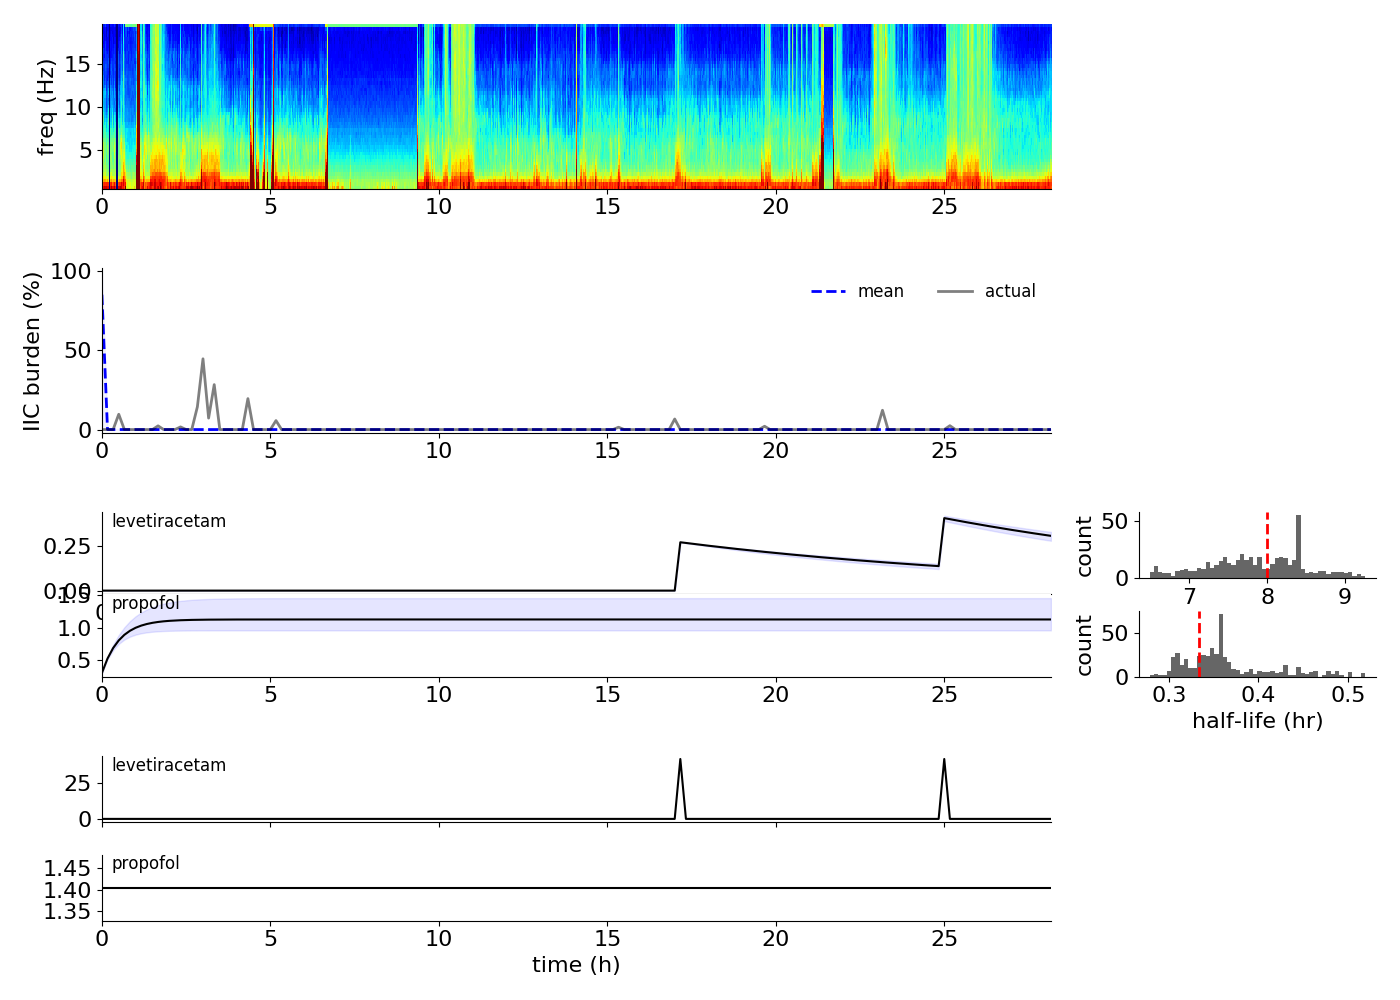 freq (Hz)
15
10
5
0 5 10 15 20 25
IIC burden (%)
100
50
0
mean
actual
0 5 10 15 20 25
levetiracetam
0.25
0.00
0
propofol
1.5
1.0
0.5
0 5 10 15 20 25
count
50
0
7 8 9
count
50
0
0.3 0.4 0.5
half-life (hr)
levetiracetam
25
0
propofol
1.45
1.40
1.35
0 5 10 15 20 25
time (h)